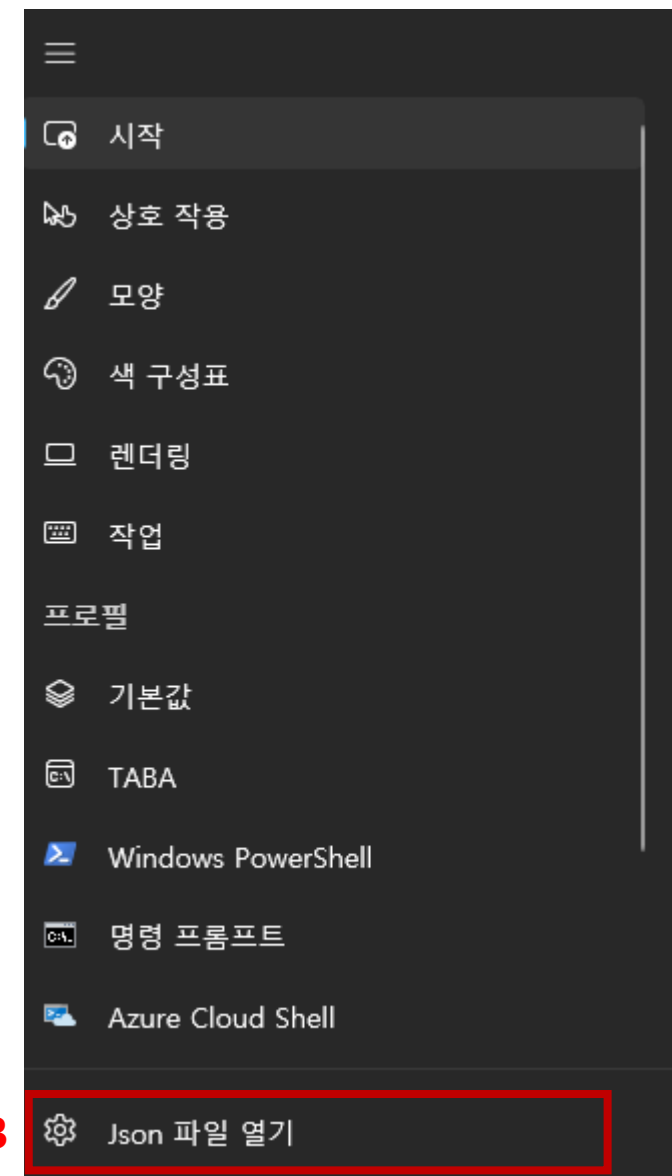 시작
상호 작용
모양
색 구성표
렌더링
작업
프로필
기본값
TABA
Windows PowerShell
명령 프롬프트
Azure Cloud Shell
Json 파일 열기